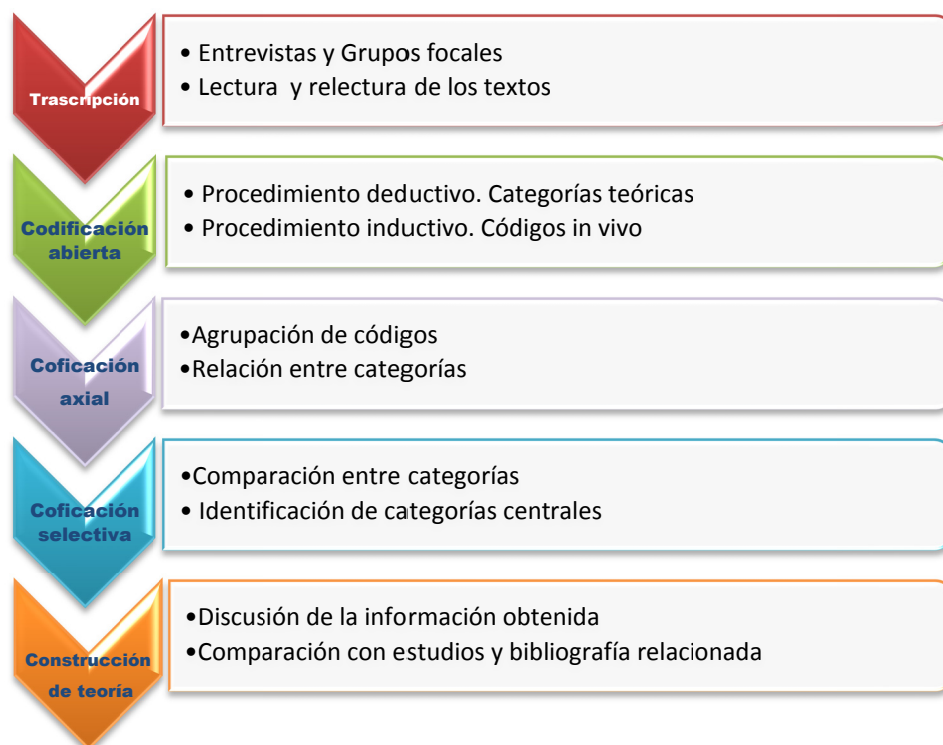 Trascripción
• Entrevistas y Grupos focales
• Lectura y relectura de los textos
Codificación
abierta
• Procedimiento deductivo. Categorías teóricas
• Procedimiento inductivo. Códigos in vivo
Coficación
axial
•Agrupación de códigos
•Relación entre categorías
Coficación
selectiva
•Comparación entre categorías
• Identificación de categorías centrales
Construcción
de teoría
•Discusión de la información obtenida
•Comparación con estudios y bibliografía relacionada